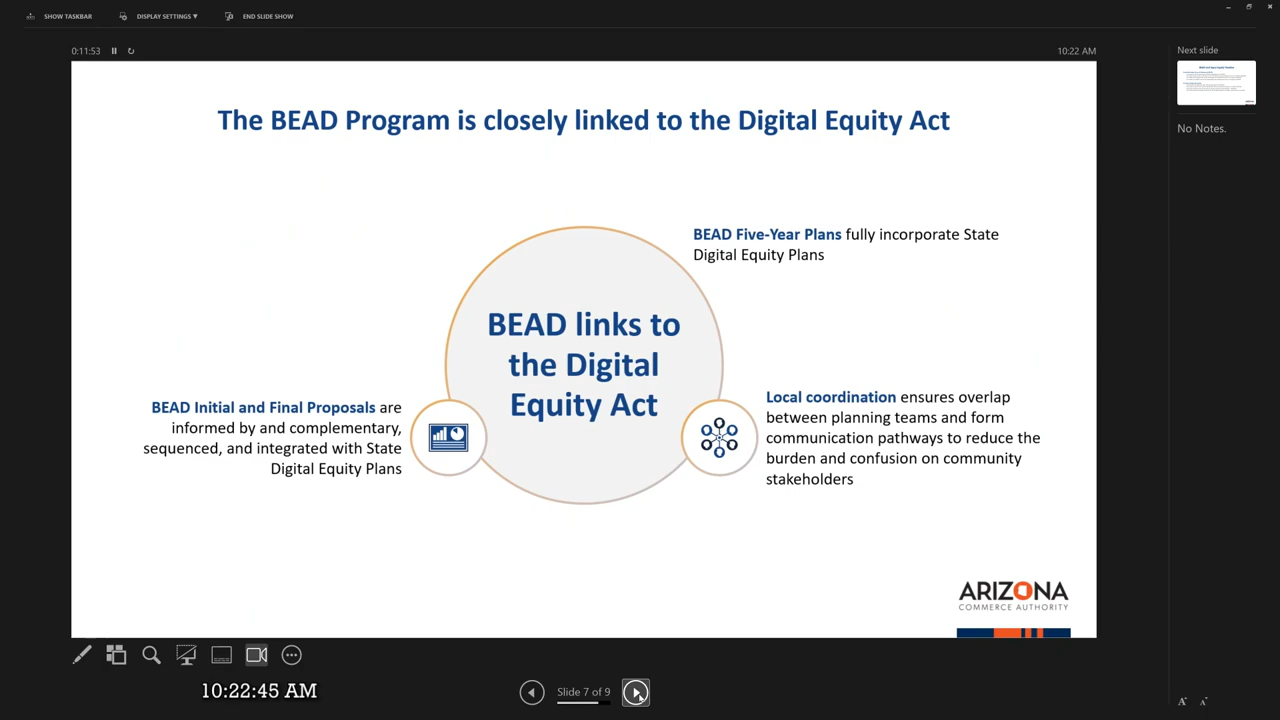 SHOW TASKBAR
DISPLAY SETTINGS ▼
END SLIDE SHOW
0:11:53
10:22 AM
Next slide
No Notes.
The BEAD Program is closely linked to the Digital Equity Act
BEAD Five-Year Plans fully incorporate State
Digital Equity Plans
BEAD links to
the Digital
Equity Act
BEAD Initial and Final Proposals are
informed by and complementary,
sequenced, and integrated with State
Digital Equity Plans
Local coordination ensures overlap
between planning teams and form
communication pathways to reduce the
burden and confusion on community
stakeholders
ARIZONA
COMMERCE AUTHORITY
10:22:45 AM
Slide 7 of 9
A
A